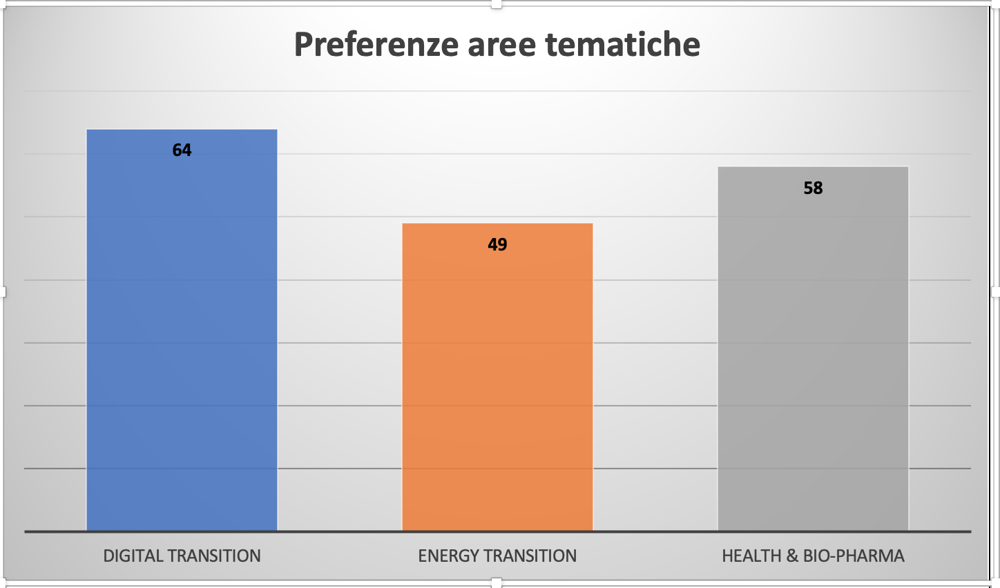 Preferenze aree tematiche
64
49
58
DIGITAL TRANSITION
ENERGY TRANSITION
HEALTH & BIO-PHARMA